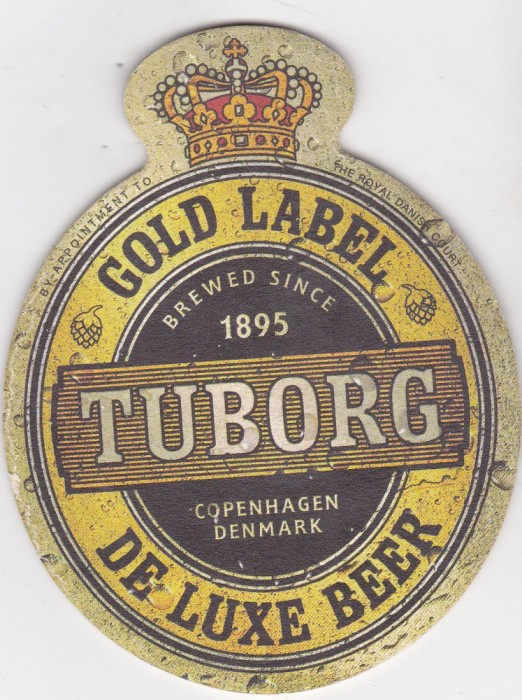 BY APPOINTMENT TO THE ROYAL DANISH COURT
GOLD LABEL
BREWED SINCE
1895
TUBORG
COPENHAGEN
DENMARK
DE LUXE BEER